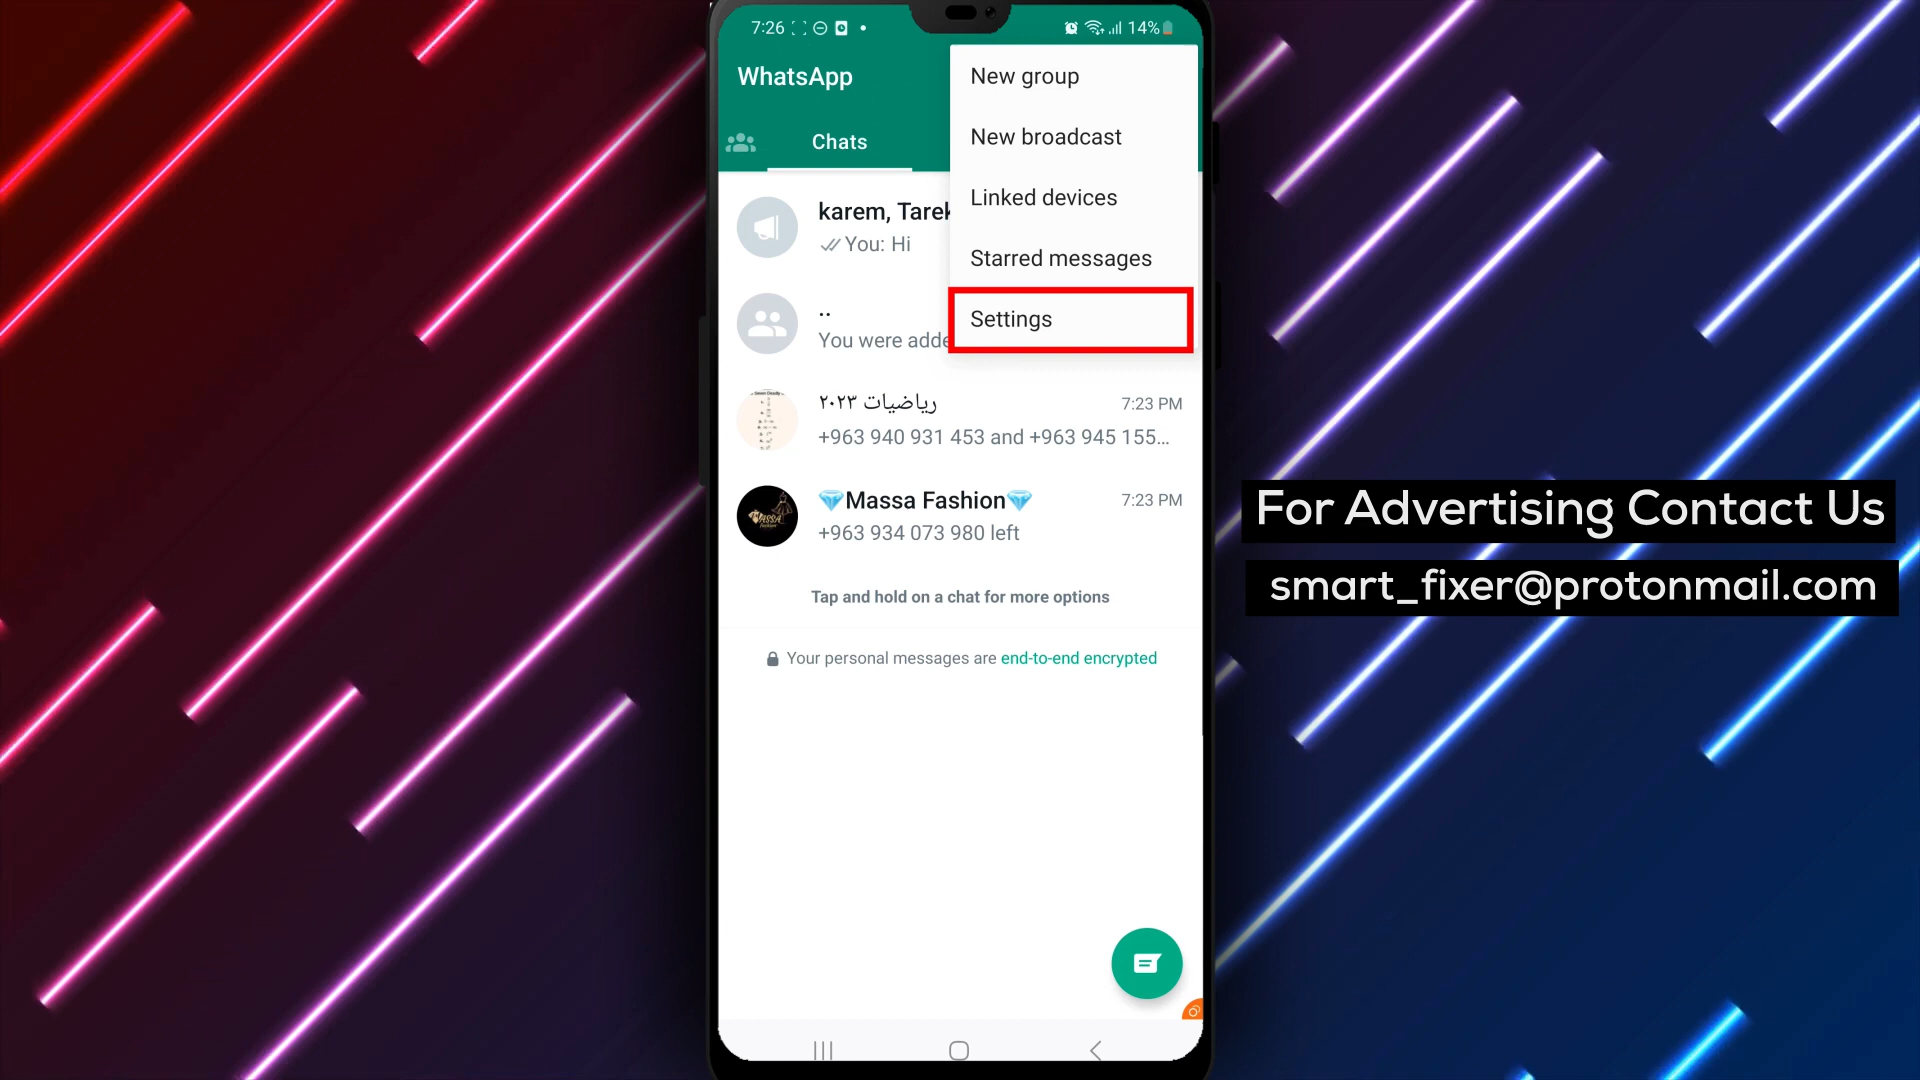 7:26
14%
WhatsApp
New group
New broadcast
Chats
Linked devices
karem, Tarek
You: Hi
Starred messages
..
Settings
You were adde
رياضيات ٢٠٢٣
7:23 PM
+963 940 931 453 and +963 945 155...
💎Massa Fashion💎
7:23 PM
+963 934 073 980 left
Tap and hold on a chat for more options
Your personal messages are end-to-end encrypted
For Advertising Contact Us
smart_fixer@protonmail.com